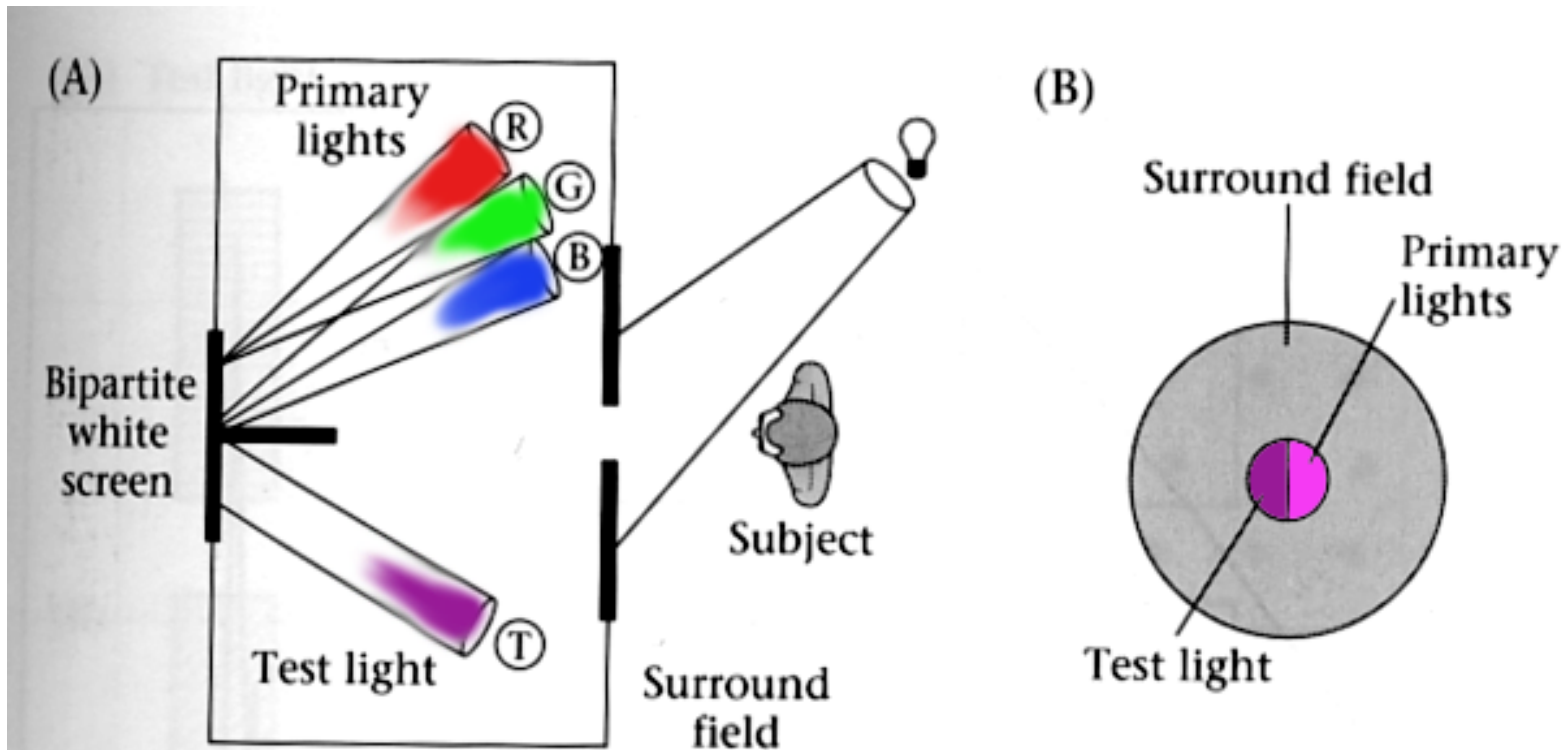 (A)
Primary
lights
R
G
B
Bipartite
white
screen
Subject
Test light
T
Surround
field
(B)
Surround field
Primary
lights
Test light